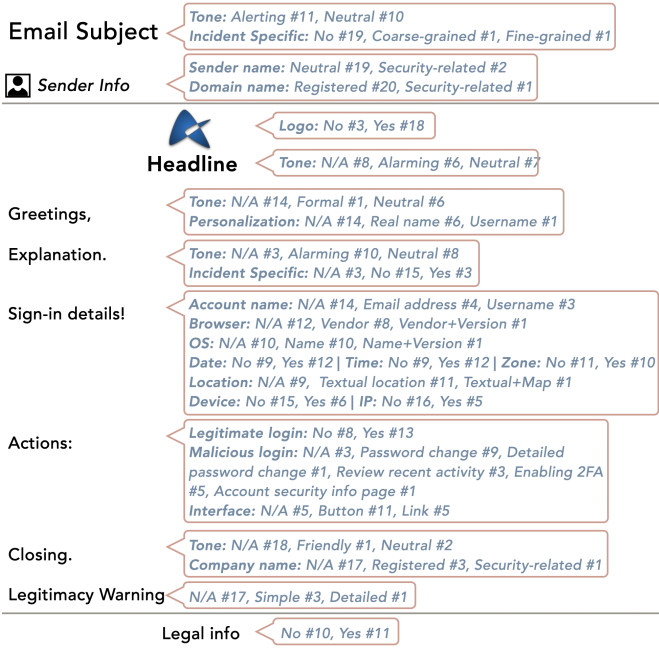 Email Subject
Tone: Alerting #11, Neutral #10
Incident Specific: No #19, Coarse-grained #1, Fine-grained #1
Sender Info
Sender name: Neutral #19, Security-related #2
Domain name: Registered #20, Security-related #1
Logo: No #3, Yes #18
Headline
Tone: N/A #8, Alarming #6, Neutral #7
Greetings,
Tone: N/A #14, Formal #1, Neutral #6
Personalization: N/A #14, Real name #6, Username #1
Explanation.
Tone: N/A #3, Alarming #10, Neutral #8
Incident Specific: N/A #3, No #15, Yes #3
Sign-in details!
Account name: N/A #14, Email address #4, Username #3
Browser: N/A #12, Vendor #8, Vendor+Version #1
OS: N/A #10, Name #10, Name+Version #1
Date: No #9, Yes #12 | Time: No #9, Yes #12 | Zone: No #11, Yes #10
Location: N/A #9, Textual location #11, Textual+Map #1
Device: No #15, Yes #6 | IP: No #16, Yes #5
Actions:
Legitimate login: No #8, Yes #13
Malicious login: N/A #3, Password change #9, Detailed
password change #1, Review recent activity #3, Enabling 2FA
#5, Account security info page #1
Interface: N/A #5, Button #11, Link #5
Closing.
Tone: N/A #18, Friendly #1, Neutral #2
Company name: N/A #17, Registered #3, Security-related #1
Legitimacy Warning
N/A #17, Simple #3, Detailed #1
Legal info
No #10, Yes #11